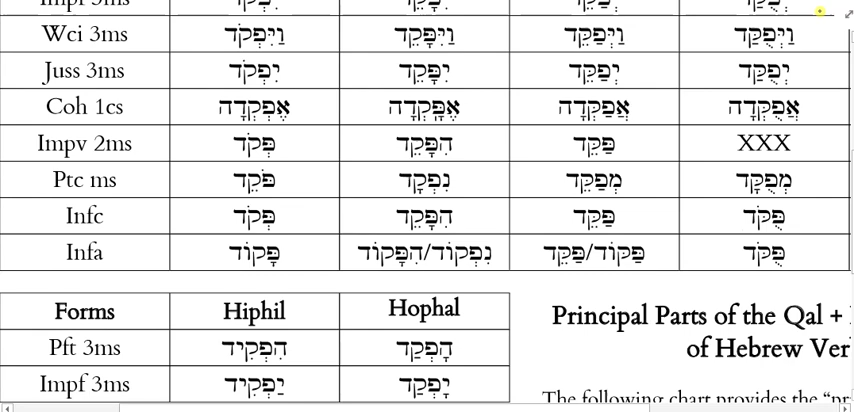 Wci 3ms וַיִּפְקֹד וַיִּפָּקֵד וַיְּפַקֵּד וַיְּפֻקַּד
Juss 3ms יִפְקֹד יִפָּקֵד יְפַקֵּד יְפֻקַּד
Coh 1cs אֶפְקְדָה אֶפָּקְדָה אֲפַקְּדָה אֲפֻקְּדָה
Impv 2ms פְּקֹד הִפָּקֵד פַּקֵּד XXX
Ptc ms פֹּקֵד נִפְקָד מְפַקֵּד מְפֻקָּד
Infc פְּקֹד הִפָּקֵד פַּקֵּד פֻּקֹּד
Infa פָּקוֹד נִפְקוֹד/הִפָּקוֹד פַּקּוֹד/פַּקֵּד פֻּקֹּד
Forms Hiphil Hophal
Pft 3ms הִפְקִיד הָפְקַד
Impf 3ms יַפְקִיד יָפְקַד
Principal Parts of the Qal +
of Hebrew Ver
The following chart provides the “pr